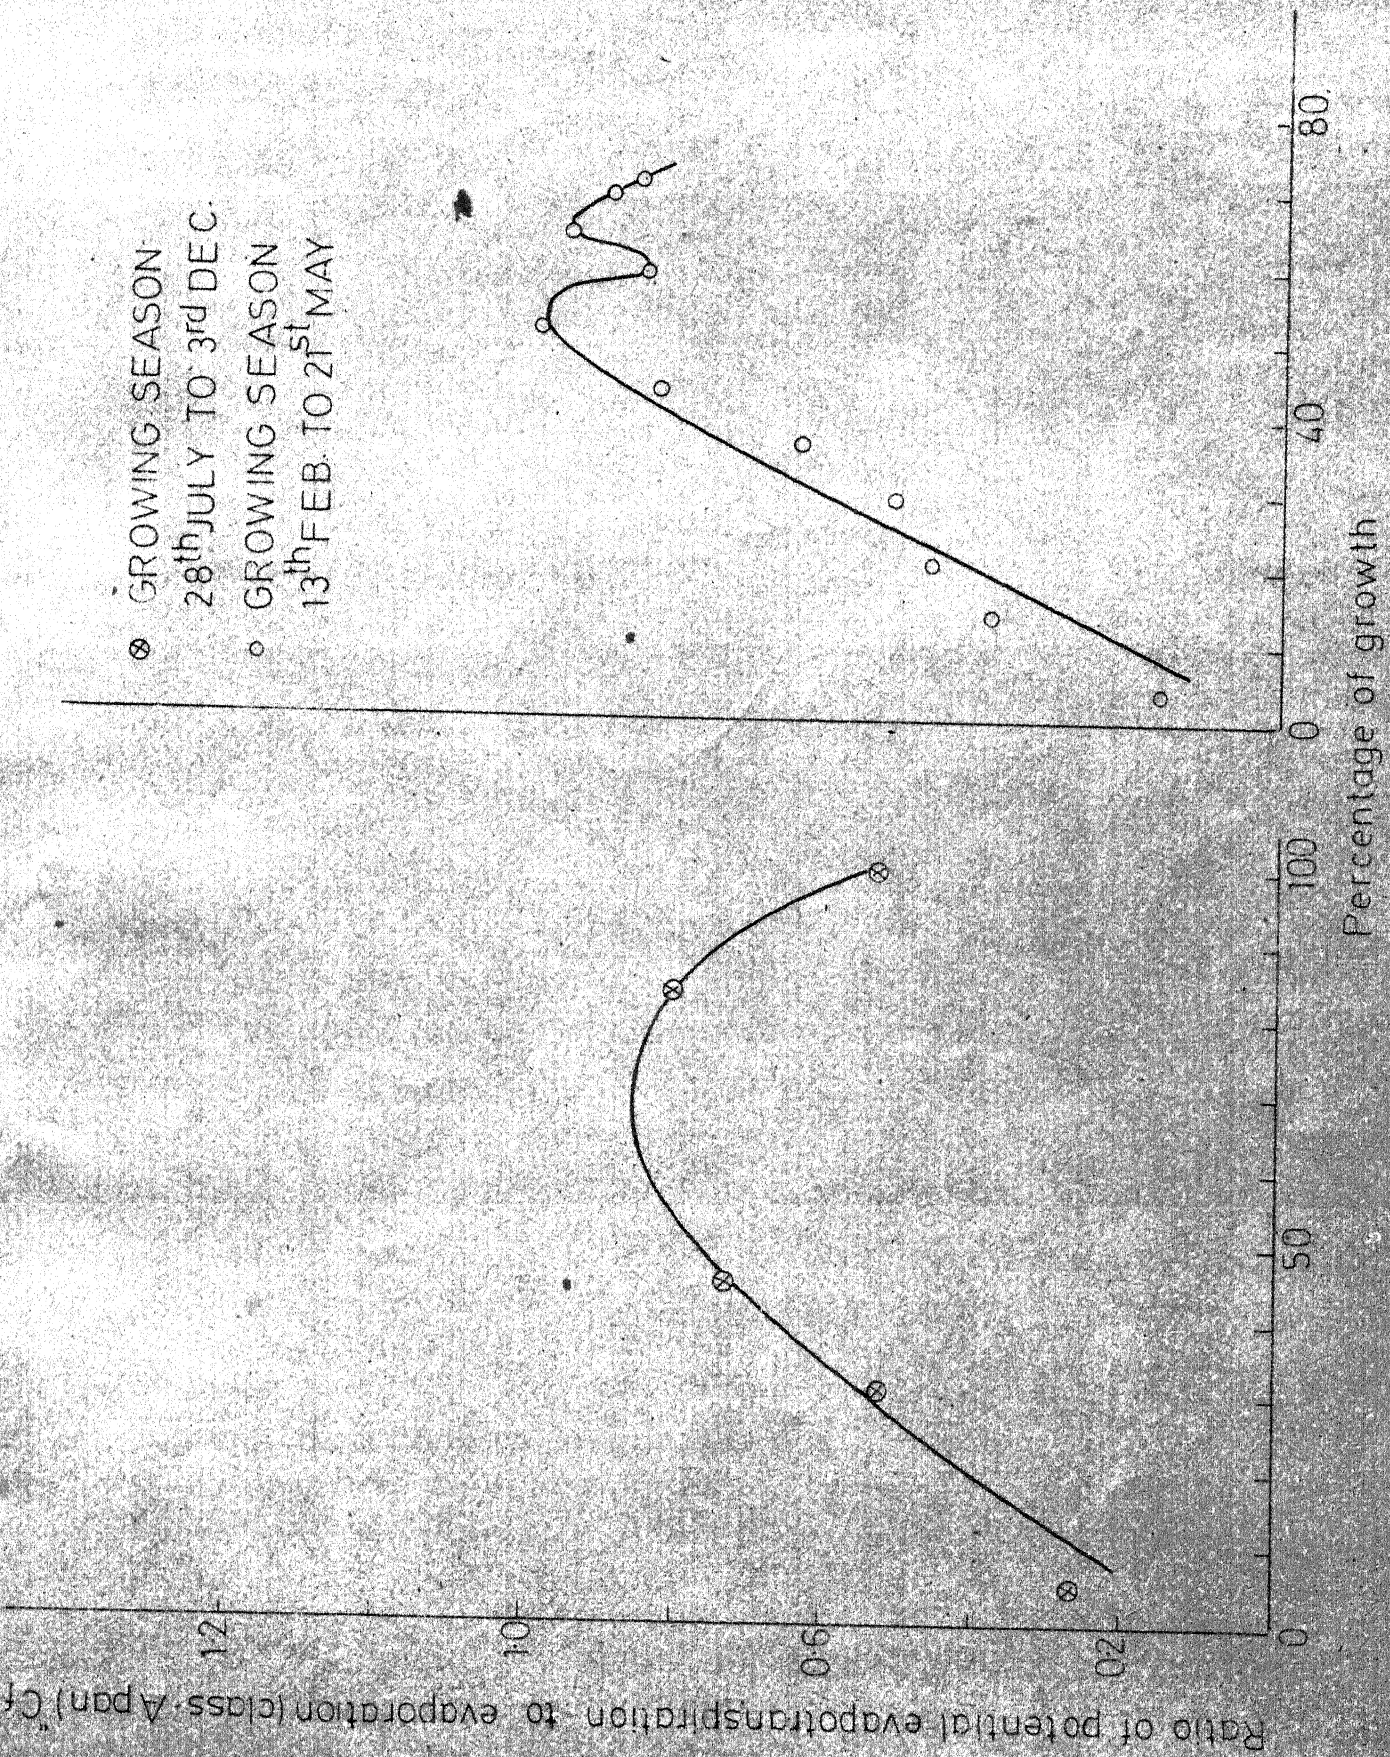 ⊗ GROWING SEASON
28th JULY TO 3rd DEC.
○ GROWING SEASON
13th FEB. TO 21st MAY
Ratio of potential evapotranspiration to evaporation (class A pan) "Cf
1·2
1·0
0·6
0·2
0
50
100
0
40
80
Percentage of growth